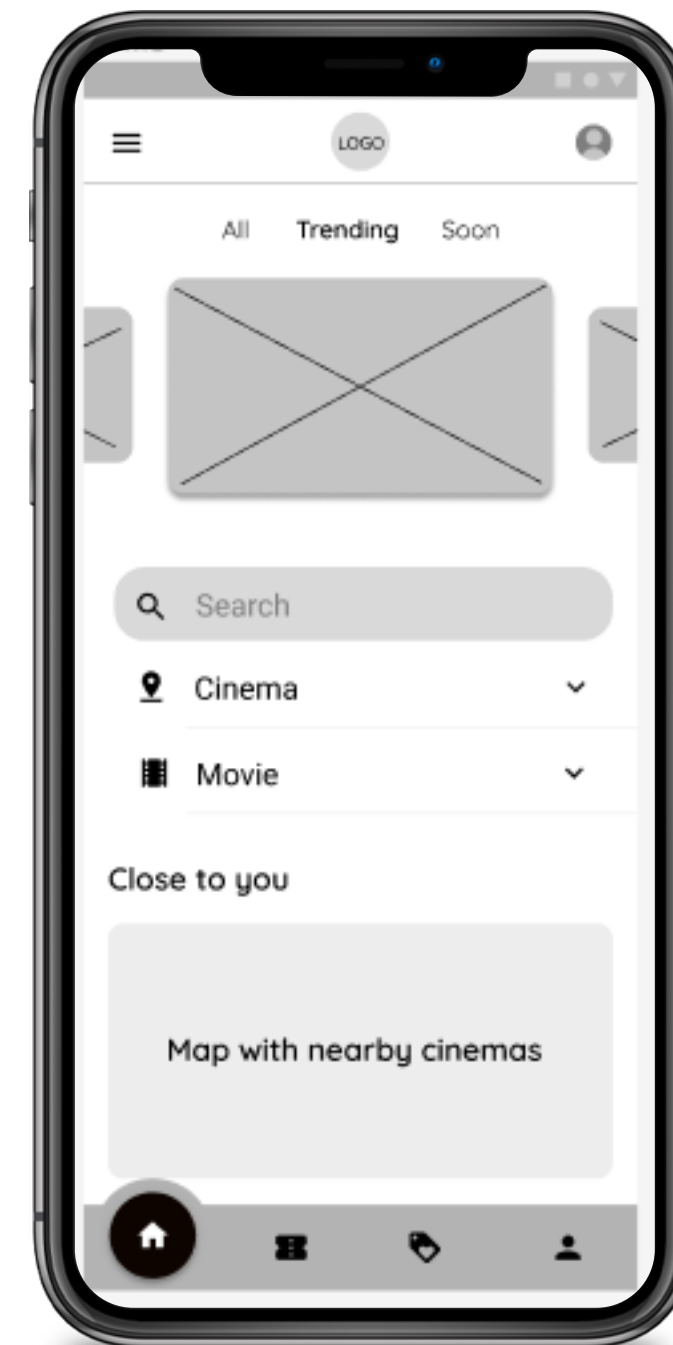 LOGO
All Trending Soon
Search
Cinema
Movie
Close to you
Map with nearby cinemas